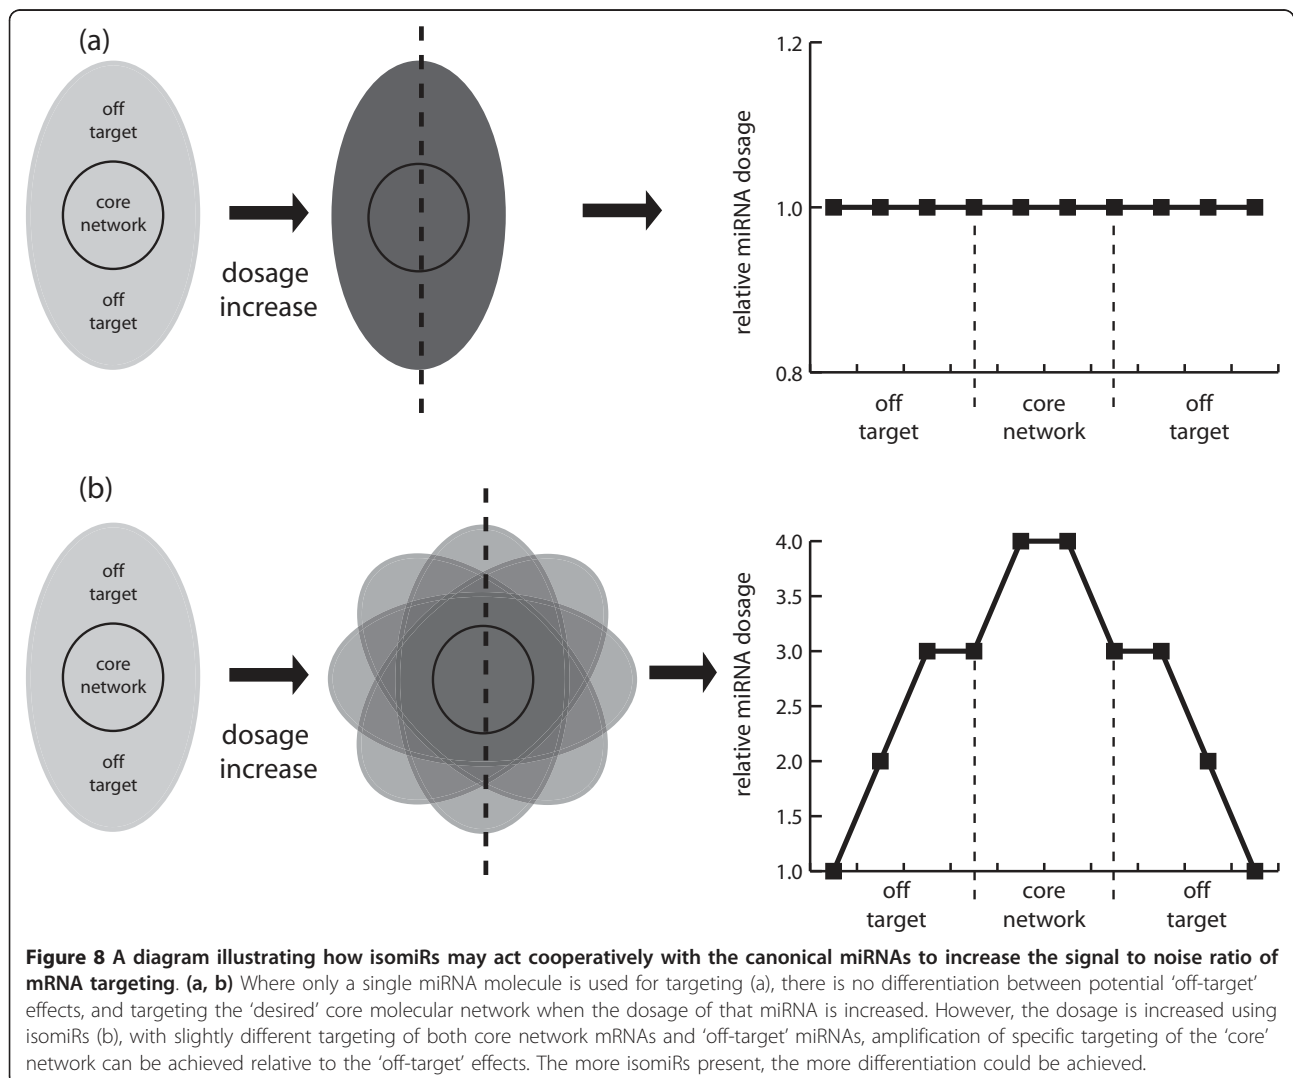 (a)
off
target
core
network
off
target
dosage
increase
relative miRNA dosage
1.2
1.0
0.8
off
target
core
network
off
target
(b)
off
target
core
network
off
target
dosage
increase
relative miRNA dosage
4.0
3.5
3.0
2.5
2.0
1.5
1.0
off
target
core
network
off
target
Figure 8 A diagram illustrating how isomiRs may act cooperatively with the canonical miRNAs to increase the signal to noise ratio of
mRNA targeting. (a, b) Where only a single miRNA molecule is used for targeting (a), there is no differentiation between potential ‘off-target’
effects, and targeting the ‘desired’ core molecular network when the dosage of that miRNA is increased. However, the dosage is increased using
isomiRs (b), with slightly different targeting of both core network mRNAs and ‘off-target’ miRNAs, amplification of specific targeting of the ‘core’
network can be achieved relative to the ‘off-target’ effects. The more isomiRs present, the more differentiation could be achieved.